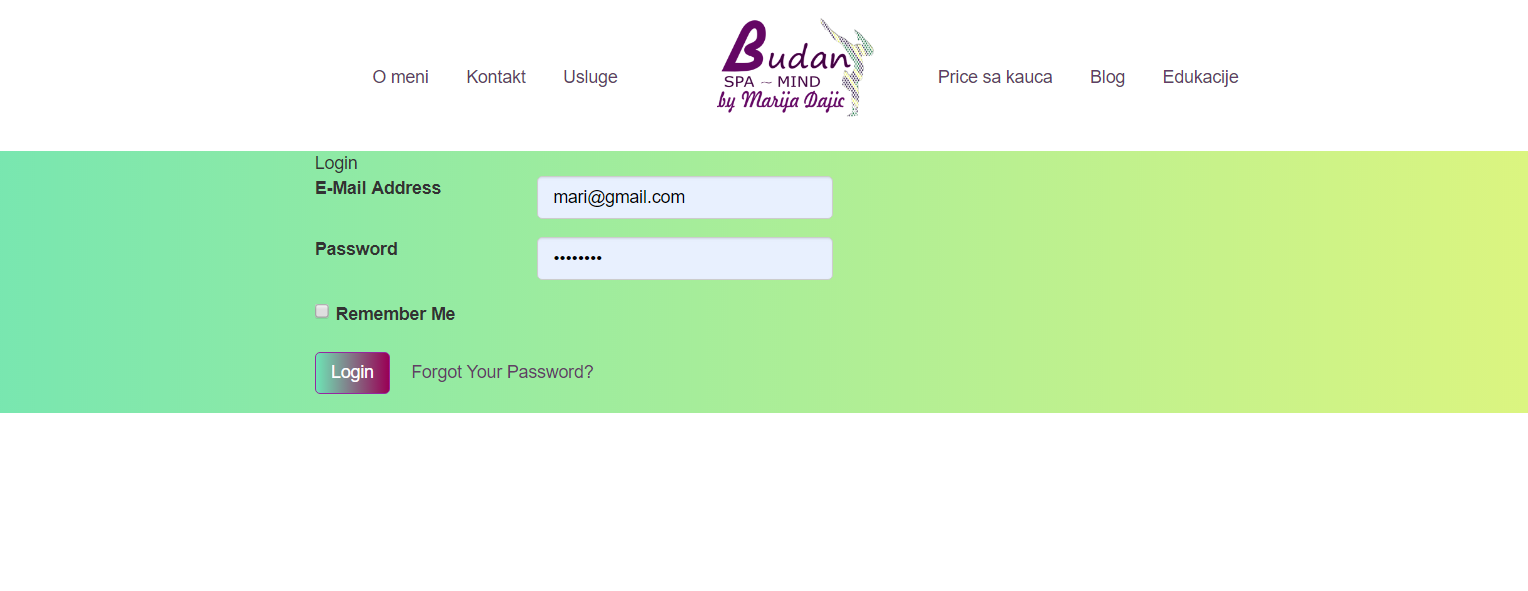 O meni Kontakt Usluge
Budan
SPA ~ MIND
by Marija Dajic
Price sa kauca Blog Edukacije
Login
E-Mail Address mari@gmail.com
Password ••••••••
Remember Me
Login Forgot Your Password?